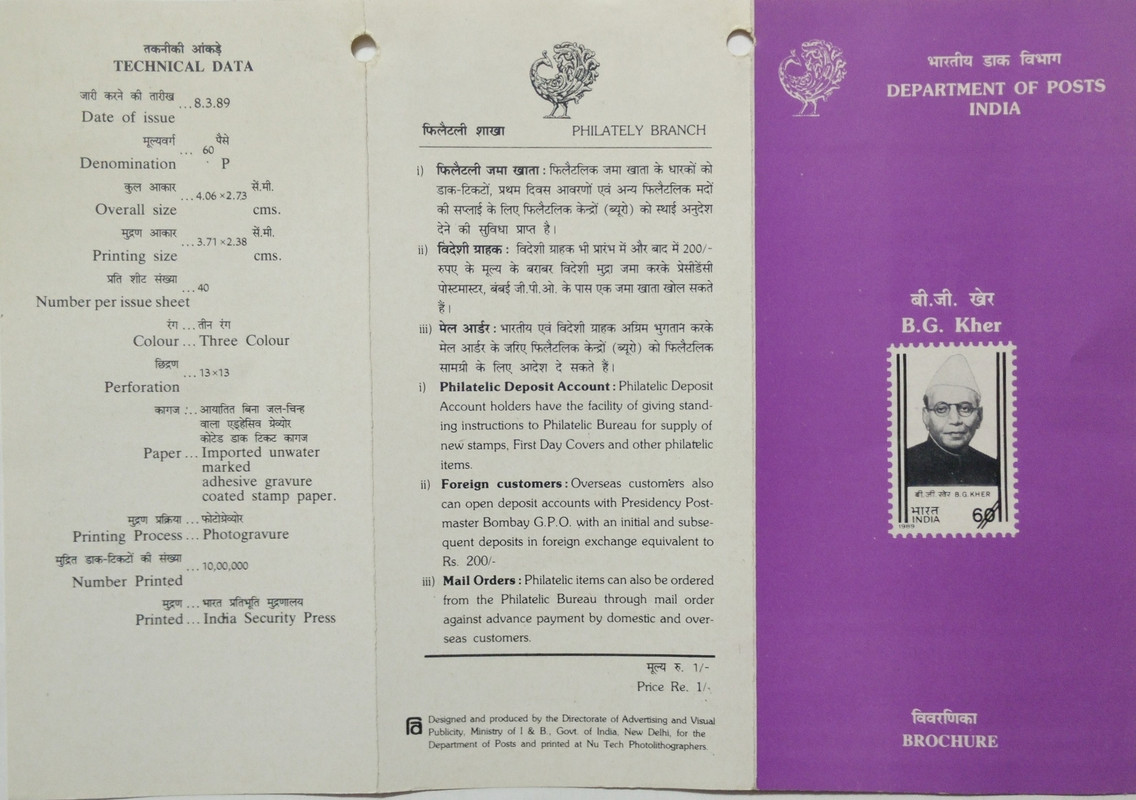 तकनीकी आंकड़े
TECHNICAL DATA
जारी करने की तारीख
...8.3.89
Date of issue
मूल्यवर्ग पैसे
... 60
Denomination P
कुल आकार सें.मी.
...4.06 ×2.73
Overall size cms.
मुद्रण आकार सें.मी.
...3.71 ×2.38
Printing size cms.
प्रति शीट संख्या
...40
Number per issue sheet
रंग ... तीन रंग
Colour ... Three Colour
छिद्रण
...13×13
Perforation
कागज :.. आयातित बिना जल-चिन्ह
वाला एडहेसिव ग्रेव्योर
कोटेड डाक टिकट कागज
Paper ... Imported unwater
marked
adhesive gravure
coated stamp paper.
मुद्रण प्रक्रिया ... फोटोग्रेव्योर
Printing Process ... Photogravure
मुद्रित डाक-टिकटों की संख्या
...10,00,000
Number Printed
मुद्रण ... भारत प्रतिभूति मुद्रणालय
Printed ... India Security Press
फिलैटली शाखा PHILATELY BRANCH
i) फिलैटली जमा खाता : फिलैटलिक जमा खाता के धारकों को
डाक-टिकटों, प्रथम दिवस आवरणों एवं अन्य फिलैटलिक मदों
की सप्लाई के लिए फिलैटलिक केन्द्रों (ब्यूरो) को स्थाई अनुदेश
देने की सुविधा प्राप्त है।
ii) विदेशी ग्राहक : विदेशी ग्राहक भी प्रारंभ में और बाद में 200/-
रुपए के मूल्य के बराबर विदेशी मुद्रा जमा करके प्रेसीडेंसी
पोस्टमास्टर, बंबई जी.पी.ओ. के पास एक जमा खाता खोल सकते
हैं।
iii) मेल आर्डर : भारतीय एवं विदेशी ग्राहक अग्रिम भुगतान करके
मेल आर्डर के जरिए फिलैटलिक केन्द्रों (ब्यूरो) को फिलैटलिक
सामग्री के लिए आदेश दे सकते हैं।
i) Philatelic Deposit Account : Philatelic Deposit
Account holders have the facility of giving stand-
ing instructions to Philatelic Bureau for supply of
new stamps, First Day Covers and other philatelic
items.
ii) Foreign customers : Overseas customers also
can open deposit accounts with Presidency Post-
master Bombay G.P.O. with an initial and subse-
quent deposits in foreign exchange equivalent to
Rs. 200/-
iii) Mail Orders : Philatelic items can also be ordered
from the Philatelic Bureau through mail order
against advance payment by domestic and over-
seas customers.
मूल्य रु. 1/-
Price Re. 1/-
Designed and produced by the Directorate of Advertising and Visual
Publicity, Ministry of I & B., Govt. of India, New Delhi, for the
Department of Posts and printed at Nu Tech Photolithographers.
भारतीय डाक विभाग
DEPARTMENT OF POSTS
INDIA
बी.जी. खेर
B.G. Kher
बी.जी. खेर B.G.KHER
भारत
INDIA 60
1989
विवरणिका
BROCHURE